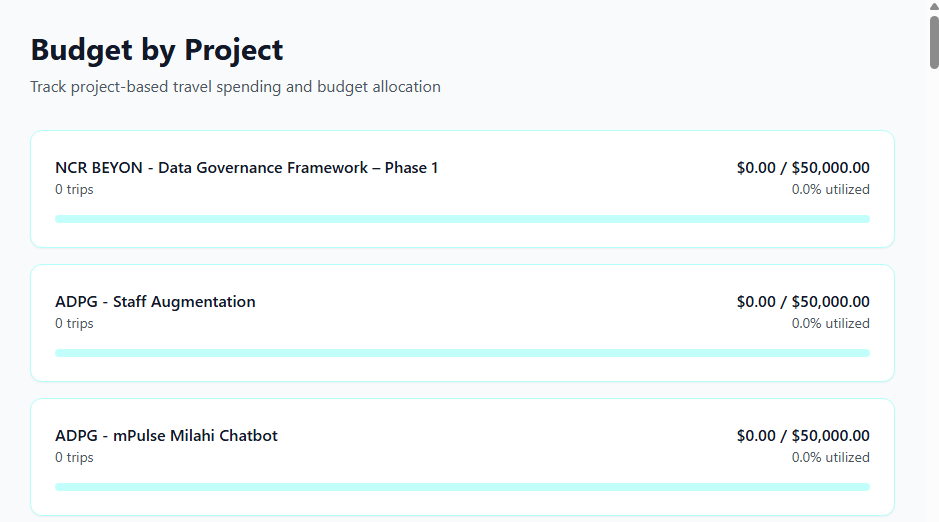 Budget by Project
Track project-based travel spending and budget allocation
NCR BEYON - Data Governance Framework – Phase 1
$0.00 / $50,000.00
0 trips
0.0% utilized
ADPG - Staff Augmentation
$0.00 / $50,000.00
0 trips
0.0% utilized
ADPG - mPulse Milahi Chatbot
$0.00 / $50,000.00
0 trips
0.0% utilized